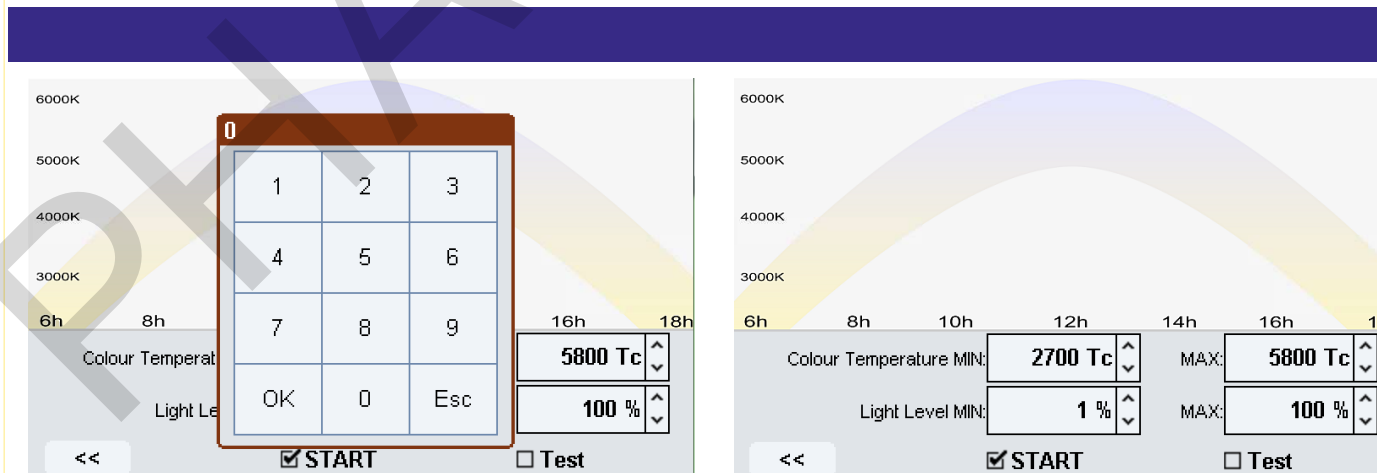 6000K
5000K
4000K
3000K
6h 8h 16h 18h
0
1 2 3
4 5 6
7 8 9
OK 0 Esc
Colour Temperat
5800 Tc
Light Le
100 %
<< START Test
6000K
5000K
4000K
3000K
6h 8h 10h 12h 14h 16h 1
Colour Temperature MIN: 2700 Tc MAX: 5800 Tc
Light Level MIN: 1 % MAX: 100 %
<< START Test
PHA